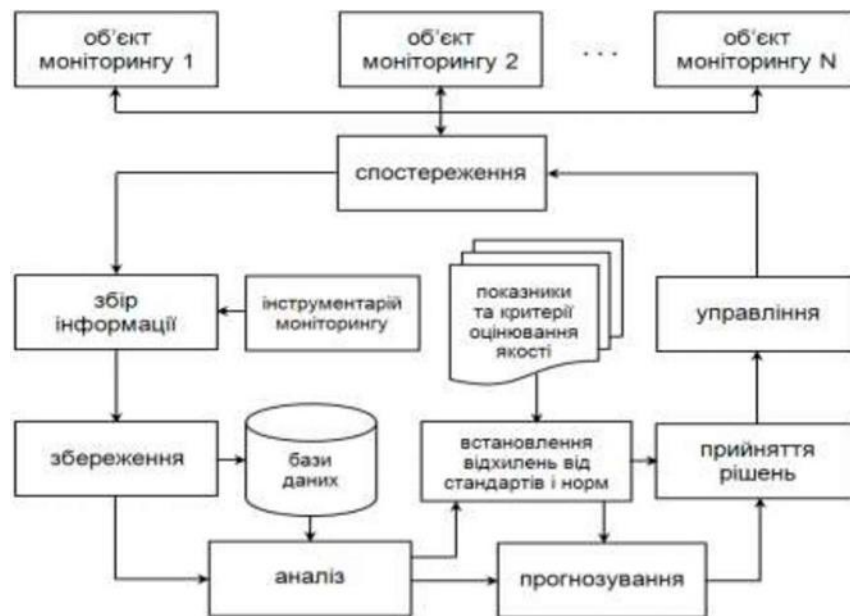 об’єкт
моніторингу 1
об’єкт
моніторингу 2
. . .
об’єкт
моніторингу N
спостереження
збір
інформації
інструментарій
моніторингу
показники
та критерії
оцінювання
якості
управління
збереження
бази
даних
встановлення
відхилень від
стандартів і норм
прийняття
рішень
аналіз
прогнозування